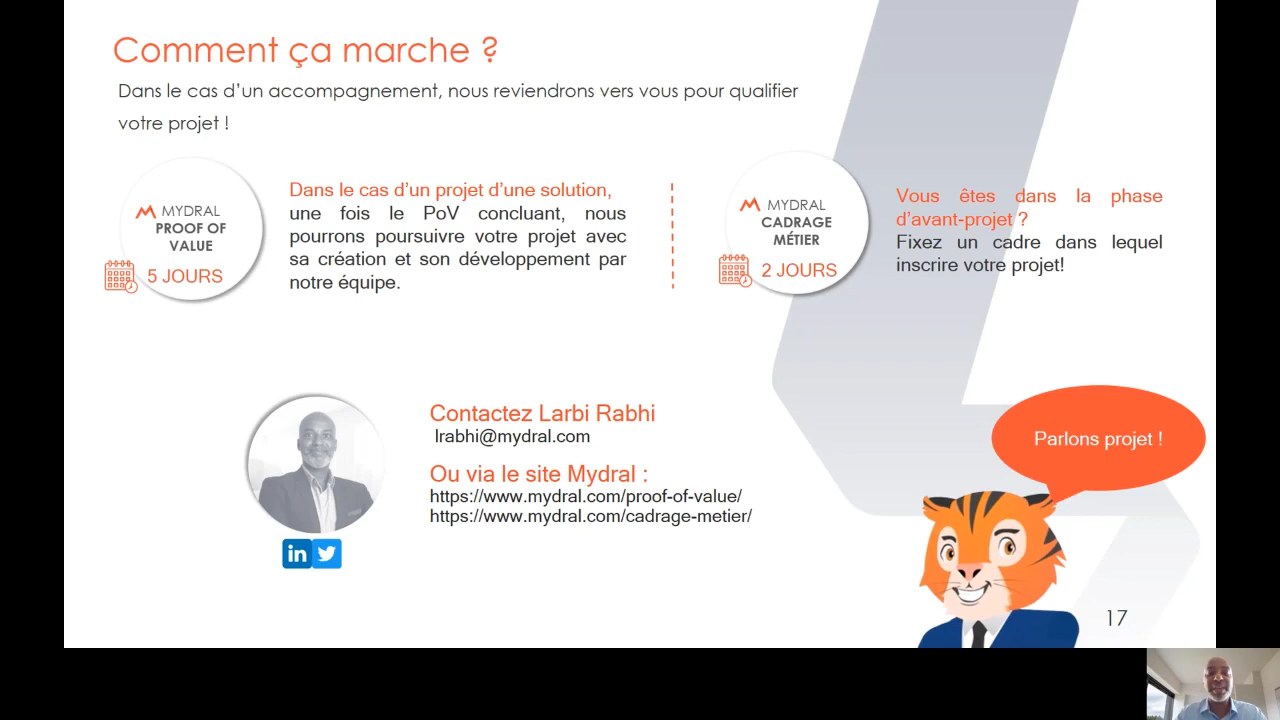 Comment ça marche ?
Dans le cas d'un accompagnement, nous reviendrons vers vous pour qualifier
votre projet !
MYDRAL
PROOF OF
VALUE
5 JOURS
Dans le cas d'un projet d'une solution,
une fois le PoV concluant, nous
pourrons poursuivre votre projet avec
sa création et son développement par
notre équipe.
MYDRAL
CADRAGE
MÉTIER
2 JOURS
Vous êtes dans la phase
d'avant-projet ?
Fixez un cadre dans lequel
inscrire votre projet!
Contactez Larbi Rabhi
lrabhi@mydral.com
Ou via le site Mydral :
https://www.mydral.com/proof-of-value/
https://www.mydral.com/cadrage-metier/
in
Parlons projet !
17